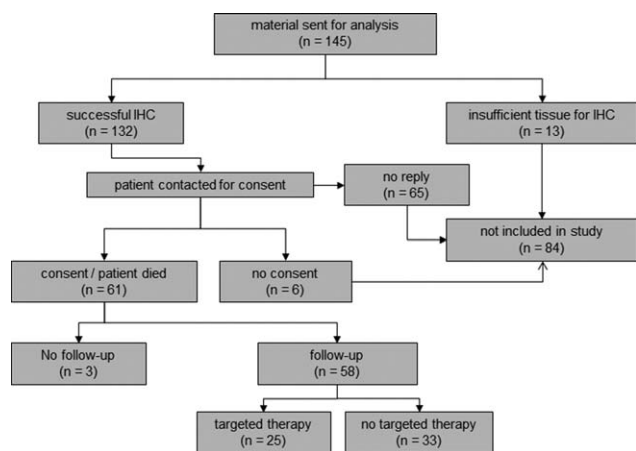 material sent for analysis
(n = 145)
successful IHC
(n = 132)
insufficient tissue for IHC
(n = 13)
patient contacted for consent
no reply
(n = 65)
not included in study
(n = 84)
consent / patient died
(n = 61)
no consent
(n = 6)
No follow-up
(n = 3)
follow-up
(n = 58)
targeted therapy
(n = 25)
no targeted therapy
(n = 33)